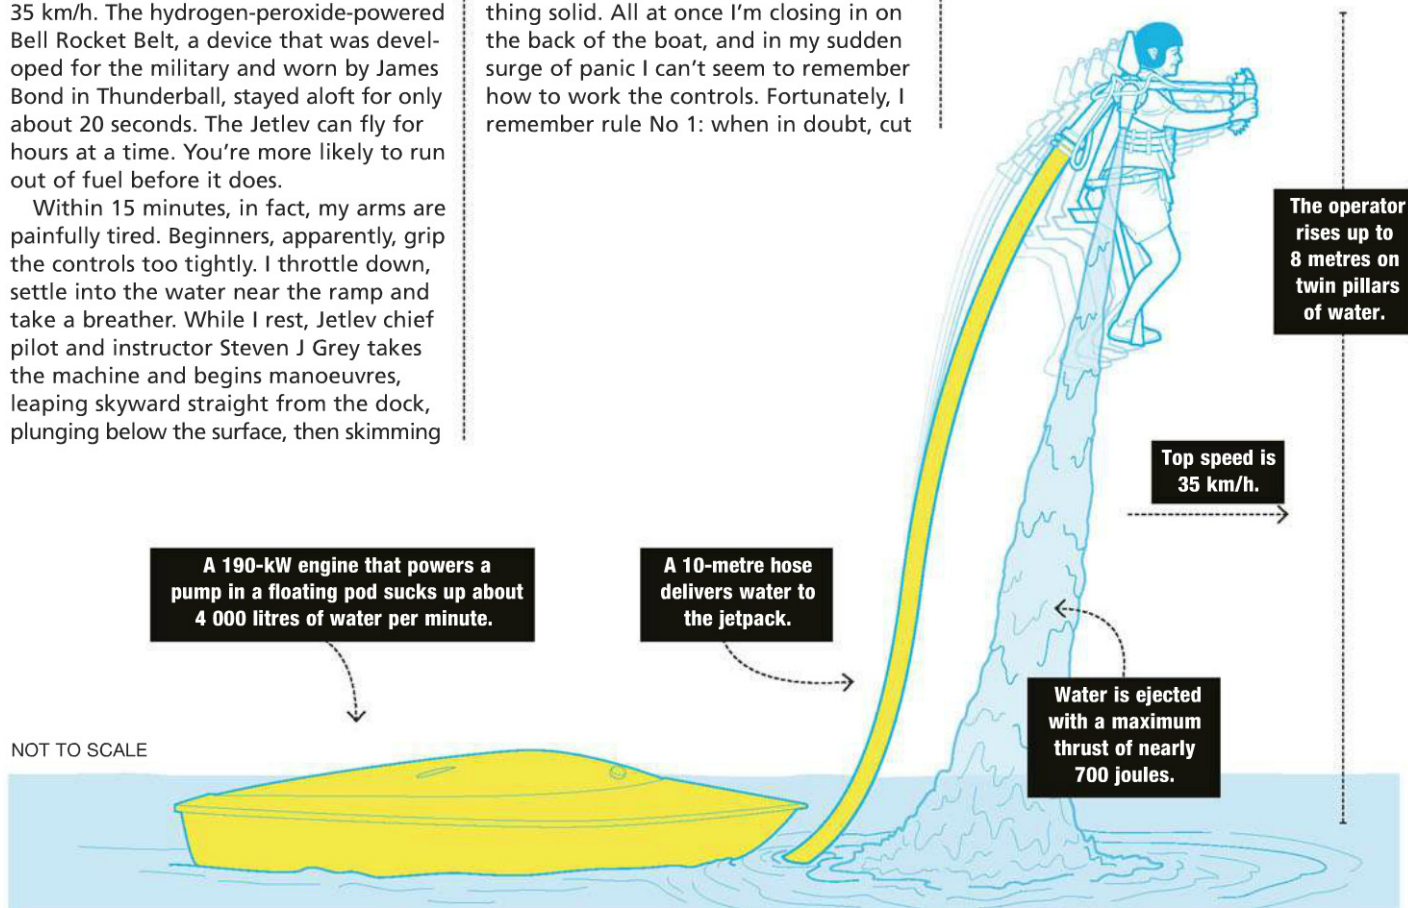 35 km/h. The hydrogen-peroxide-powered
Bell Rocket Belt, a device that was devel-
oped for the military and worn by James
Bond in Thunderball, stayed aloft for only
about 20 seconds. The Jetlev can fly for
hours at a time. You’re more likely to run
out of fuel before it does.
Within 15 minutes, in fact, my arms are
painfully tired. Beginners, apparently, grip
the controls too tightly. I throttle down,
settle into the water near the ramp and
take a breather. While I rest, Jetlev chief
pilot and instructor Steven J Grey takes
the machine and begins manoeuvres,
leaping skyward straight from the dock,
plunging below the surface, then skimming
thing solid. All at once I’m closing in on
the back of the boat, and in my sudden
surge of panic I can’t seem to remember
how to work the controls. Fortunately, I
remember rule No 1: when in doubt, cut
The operator
rises up to
8 metres on
twin pillars
of water.
Top speed is
35 km/h.
A 190-kW engine that powers a
pump in a floating pod sucks up about
4 000 litres of water per minute.
A 10-metre hose
delivers water to
the jetpack.
Water is ejected
with a maximum
thrust of nearly
700 joules.
NOT TO SCALE